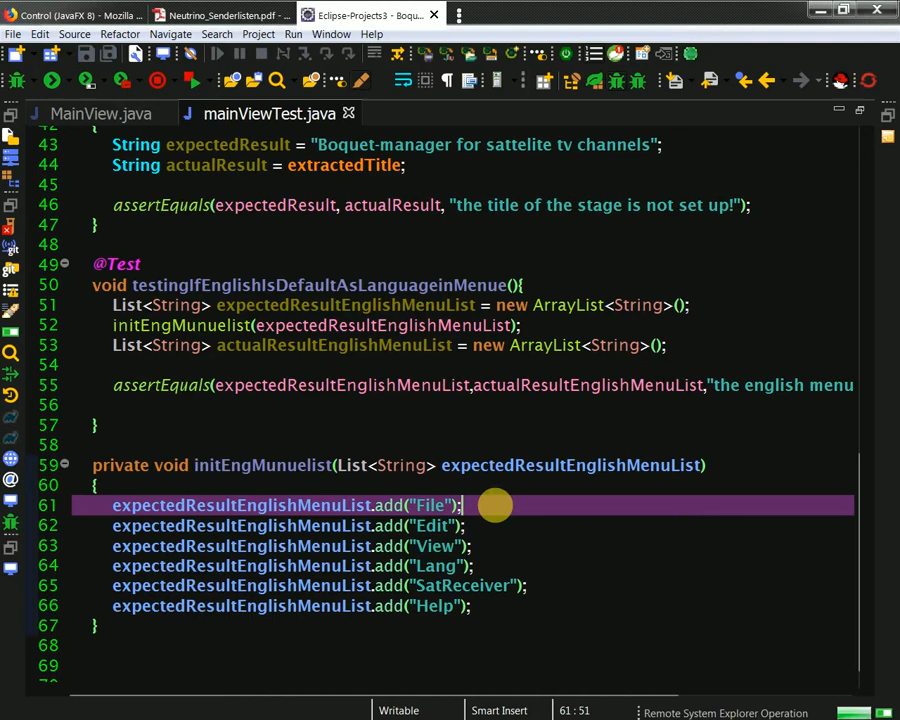 Control (JavaFX 8) - Mozilla ...
Neutrino_Senderlisten.pdf - ...
Eclipse-Projects3 - Boqu...
File Edit Source Refactor Navigate Search Project Run Window Help
MainView.java
mainViewTest.java
42 {
43 String expectedResult = "Boquet-manager for sattelite tv channels";
44 String actualResult = extractedTitle;
45
46 assertEquals(expectedResult, actualResult, "the title of the stage is not set up!");
47 }
48
49 @Test
50 void testingIfEnglishIsDefaultAsLanguageinMenue(){
51 List<String> expectedResultEnglishMenuList = new ArrayList<String>();
52 initEngMunuelist(expectedResultEnglishMenuList);
53 List<String> actualResultEnglishMenuList = new ArrayList<String>();
54
55 assertEquals(expectedResultEnglishMenuList,actualResultEnglishMenuList,"the english menu
56
57 }
58
59 private void initEngMunuelist(List<String> expectedResultEnglishMenuList)
60 {
61 expectedResultEnglishMenuList.add("File");
62 expectedResultEnglishMenuList.add("Edit");
63 expectedResultEnglishMenuList.add("View");
64 expectedResultEnglishMenuList.add("Lang");
65 expectedResultEnglishMenuList.add("SatReceiver");
66 expectedResultEnglishMenuList.add("Help");
67 }
68
69
Writable
Smart Insert
61 : 51
Remote System Explorer Operation